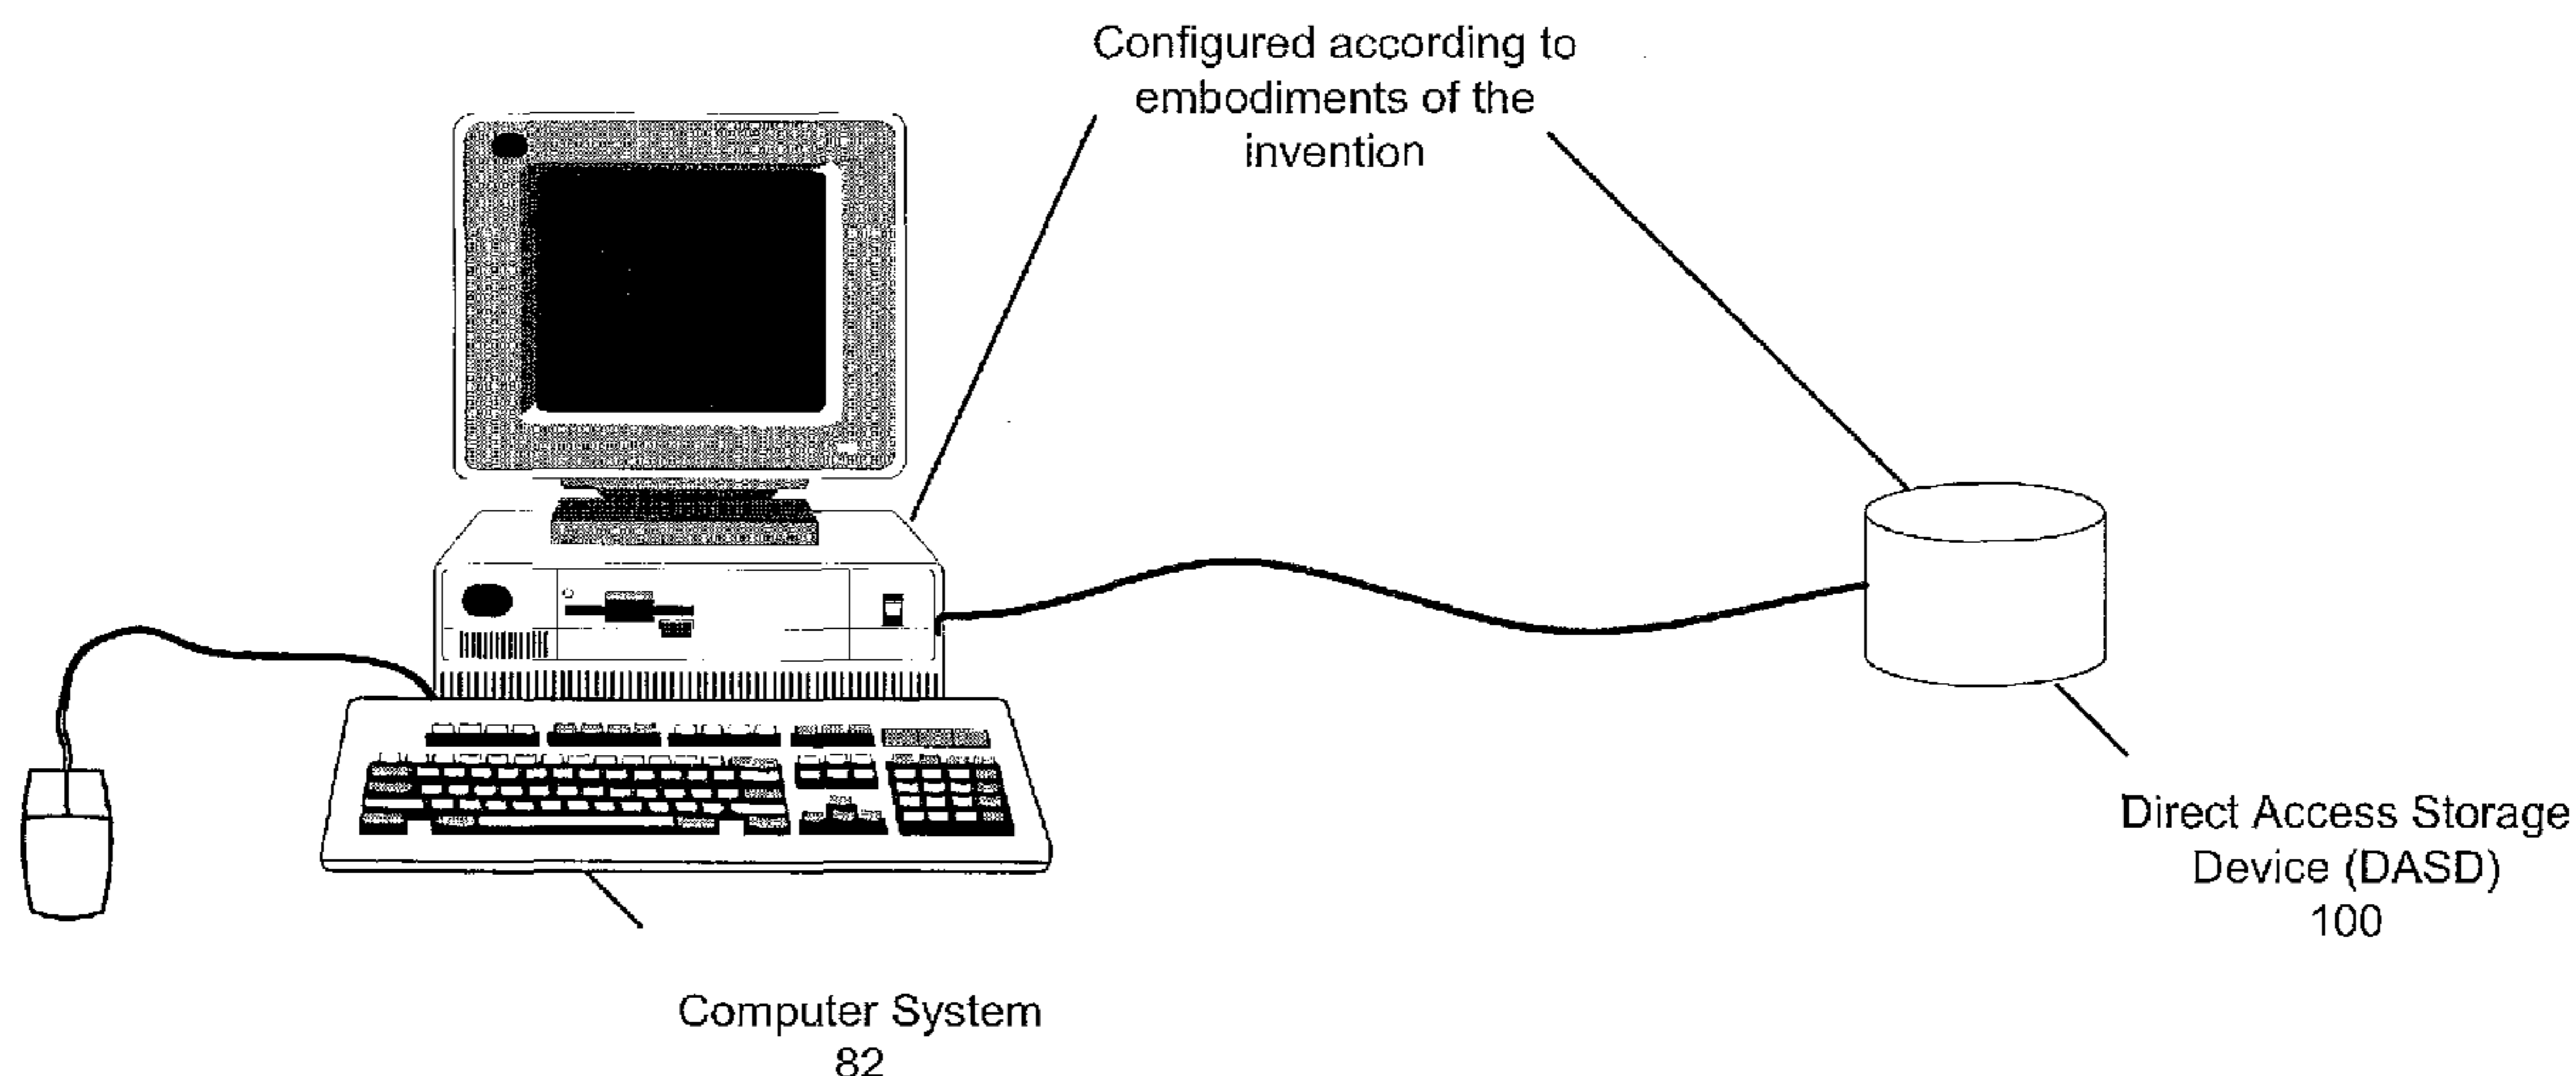 Configured according to
embodiments of the
invention
Direct Access Storage
Device (DASD)
100
Computer System
82